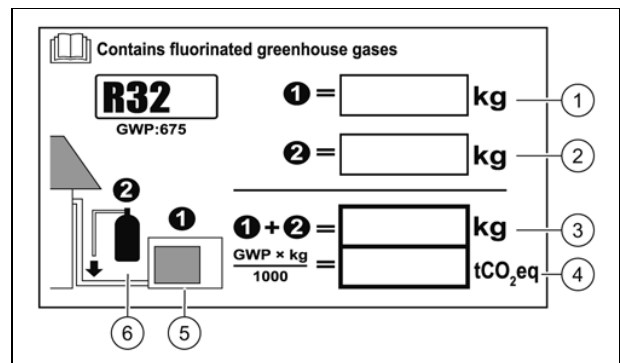 Contains fluorinated greenhouse gases
R32
GWP:675
❶= kg
1
❷= kg
2
❷
❶
❶+❷= kg
3
GWP × kg
1000
= tCO₂eq
4
6
5